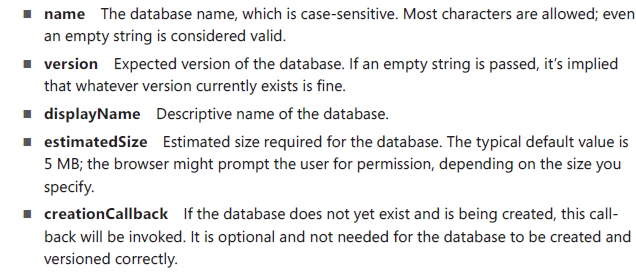 ■ name The database name, which is case-sensitive. Most characters are allowed; even
an empty string is considered valid.
■ version Expected version of the database. If an empty string is passed, it’s implied
that whatever version currently exists is fine.
■ displayName Descriptive name of the database.
■ estimatedSize Estimated size required for the database. The typical default value is
5 MB; the browser might prompt the user for permission, depending on the size you
specify.
■ creationCallback If the database does not yet exist and is being created, this call-
back will be invoked. It is optional and not needed for the database to be created and
versioned correctly.